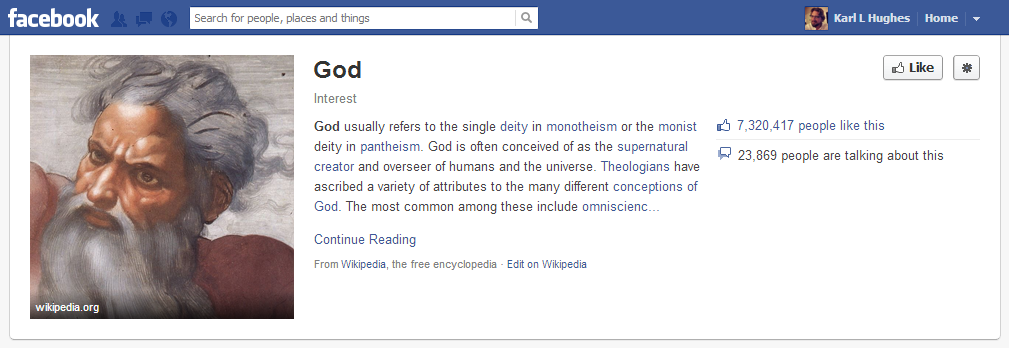 facebook
Search for people, places and things
Karl L Hughes
Home
God
Like
Interest
God usually refers to the single deity in monotheism or the monist
deity in pantheism. God is often conceived of as the supernatural
creator and overseer of humans and the universe. Theologians have
ascribed a variety of attributes to the many different conceptions of
God. The most common among these include omniscienc...
Continue Reading
From Wikipedia, the free encyclopedia · Edit on Wikipedia
7,320,417 people like this
23,869 people are talking about this
wikipedia.org